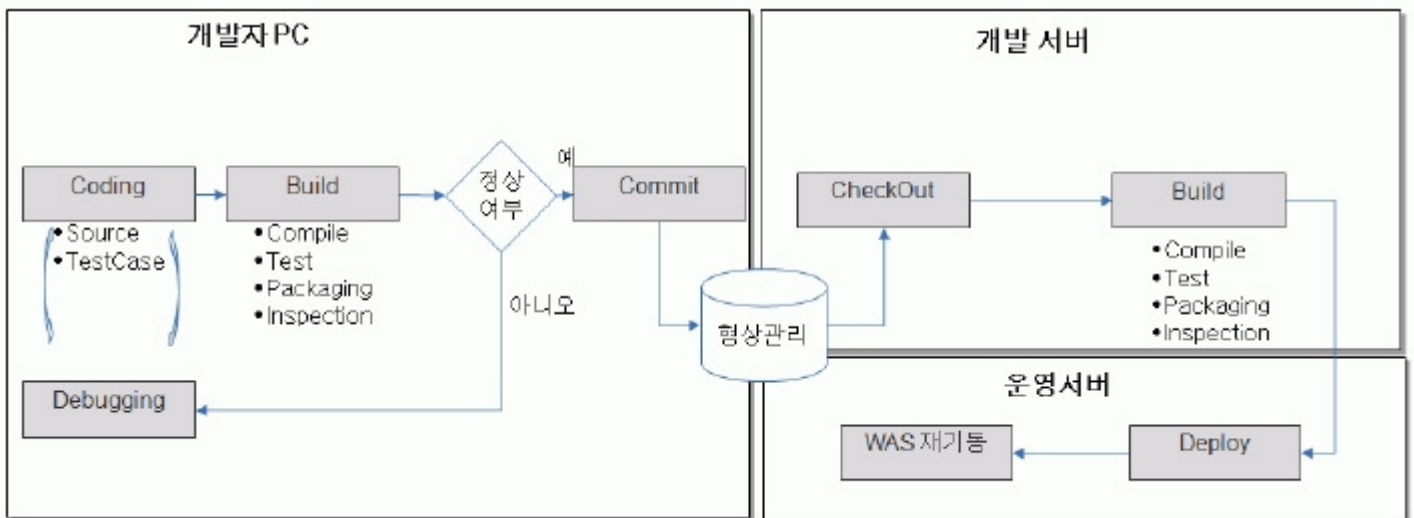 개발자 PC
Coding
• Source
• TestCase
Build
• Compile
• Test
• Packaging
• Inspection
정상
여부
예
아니오
Commit
Debugging
형상관리
개발 서버
CheckOut
Build
• Compile
• Test
• Packaging
• Inspection
운영서버
WAS 재기동
Deploy